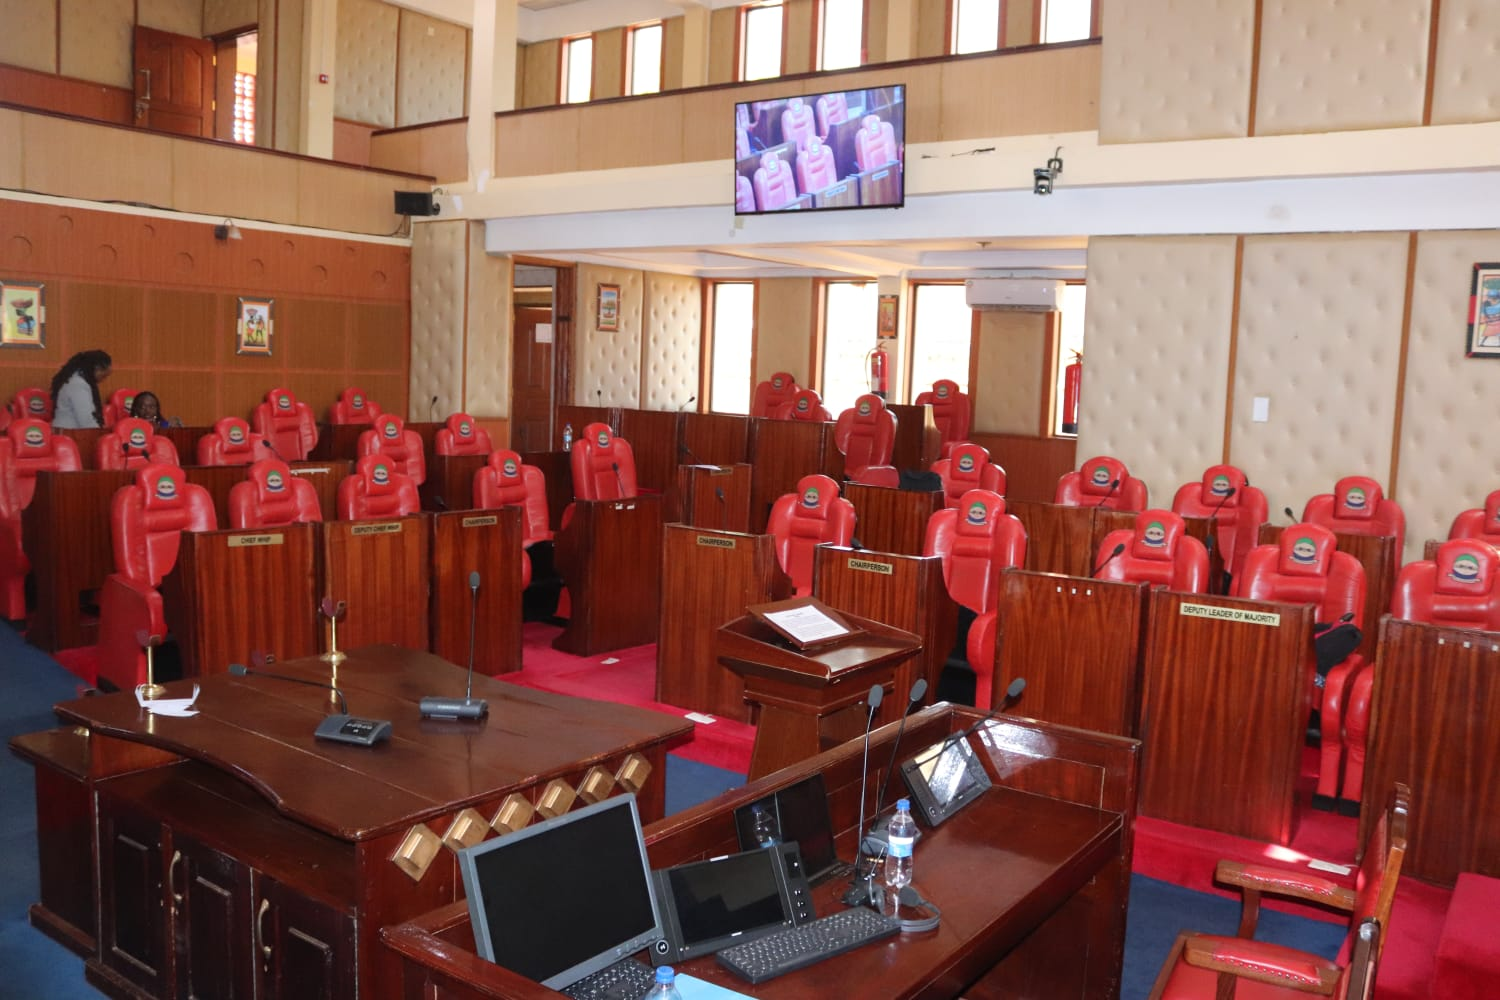 CHIEF WHIP
DEPUTY CHIEF WHIP
CHAIRPERSON
CHAIRPERSON
CHAIRPERSON
DEPUTY LEADER OF MAJORITY